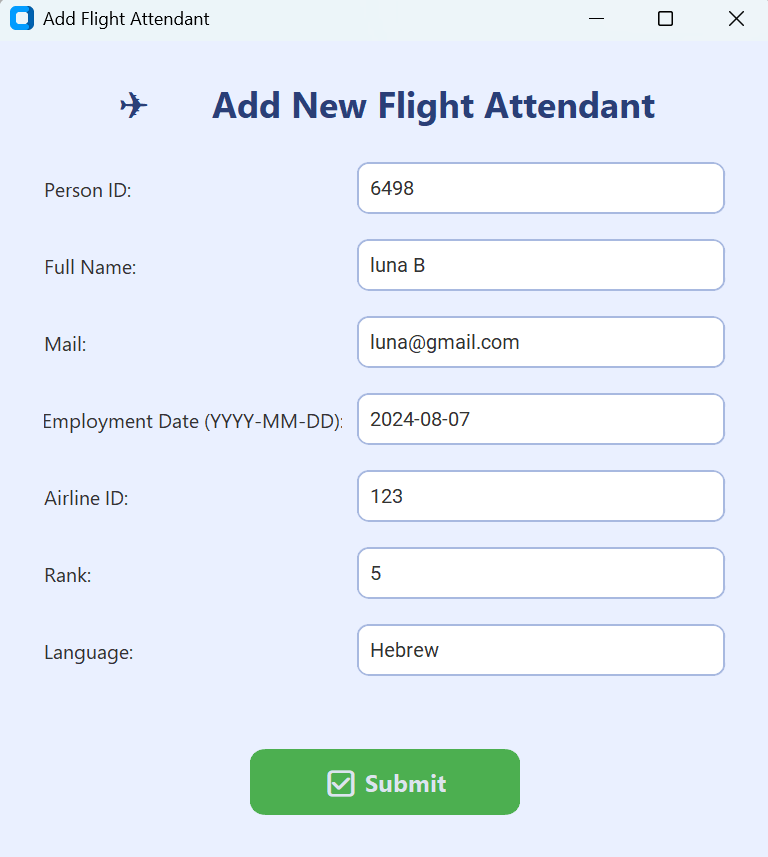 Add Flight Attendant
✈ Add New Flight Attendant
Person ID: 6498
Full Name: luna B
Mail: luna@gmail.com
Employment Date (YYYY-MM-DD): 2024-08-07
Airline ID: 123
Rank: 5
Language: Hebrew
Submit